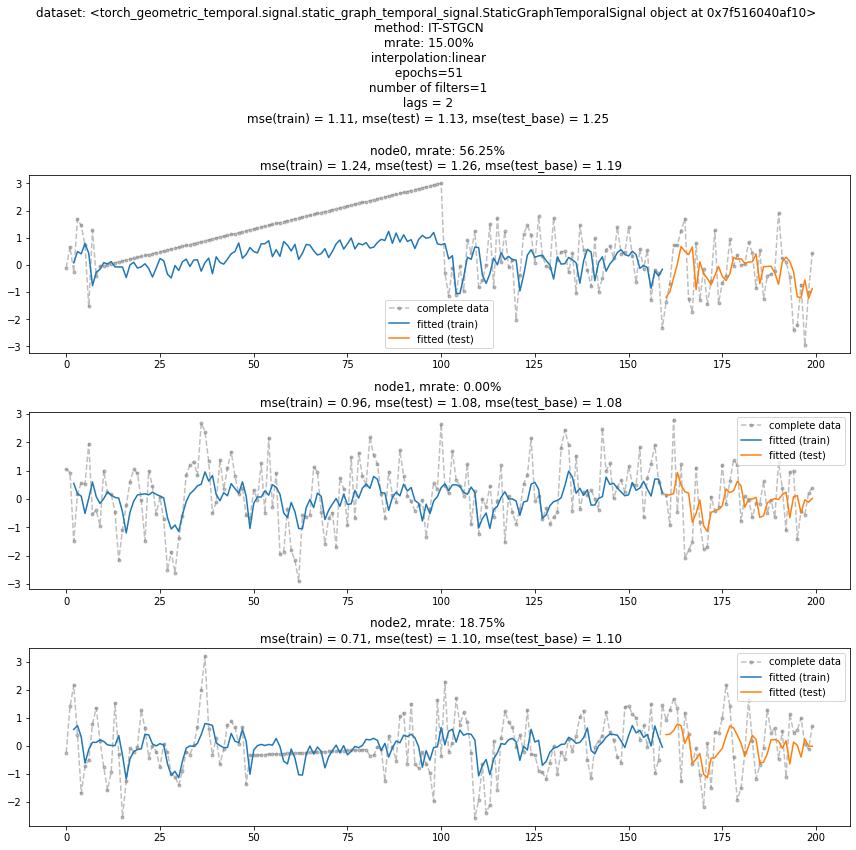 dataset: <torch_geometric_temporal.signal.static_graph_temporal_signal.StaticGraphTemporalSignal object at 0x7f516040af10>
method: IT-STGCN
mrate: 15.00%
interpolation:linear
epochs=51
number of filters=1
lags = 2
mse(train) = 1.11, mse(test) = 1.13, mse(test_base) = 1.25
node0, mrate: 56.25%
mse(train) = 1.24, mse(test) = 1.26, mse(test_base) = 1.19
3
2
1
0
−1
−2
−3
complete data
fitted (train)
fitted (test)
0 25 50 75 100 125 150 175 200
node1, mrate: 0.00%
mse(train) = 0.96, mse(test) = 1.08, mse(test_base) = 1.08
3
2
1
0
−1
−2
−3
complete data
fitted (train)
fitted (test)
0 25 50 75 100 125 150 175 200
node2, mrate: 18.75%
mse(train) = 0.71, mse(test) = 1.10, mse(test_base) = 1.10
3
2
1
0
−1
−2
complete data
fitted (train)
fitted (test)
0 25 50 75 100 125 150 175 200